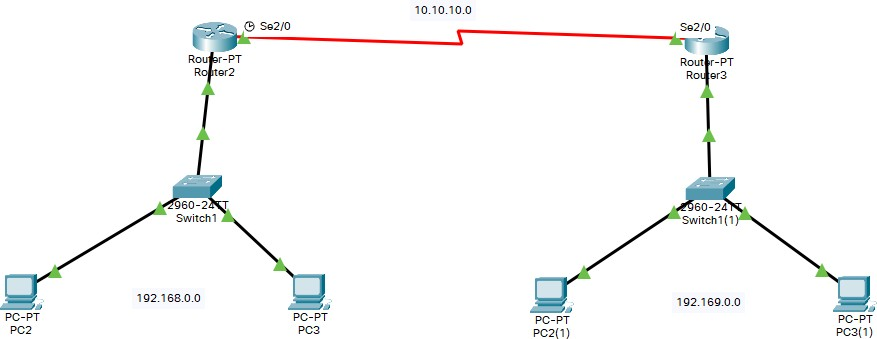 10.10.10.0
Se2/0
Se2/0
Router-PT
Router2
Router-PT
Router3
2960-24TT
Switch1
2960-24TT
Switch1(1)
192.168.0.0
192.169.0.0
PC-PT
PC2
PC-PT
PC3
PC-PT
PC2(1)
PC-PT
PC3(1)